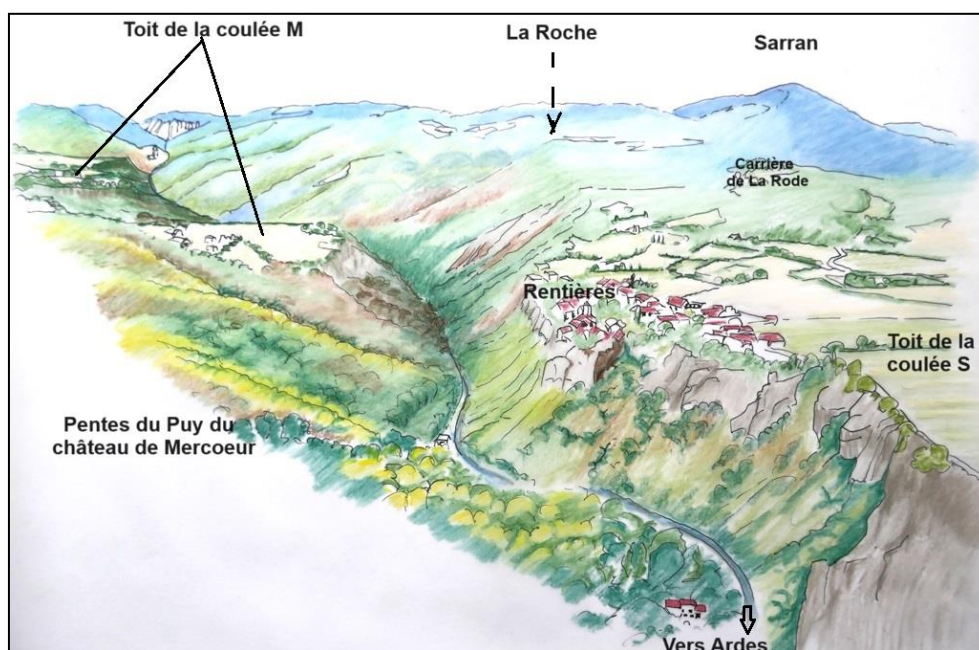 Toit de la coulée M
La Roche
Sarran
Carrière
de La Rode
Rentières
Toit de la
coulée S
Pentes du Puy du
château de Mercoeur
Vers Ardes